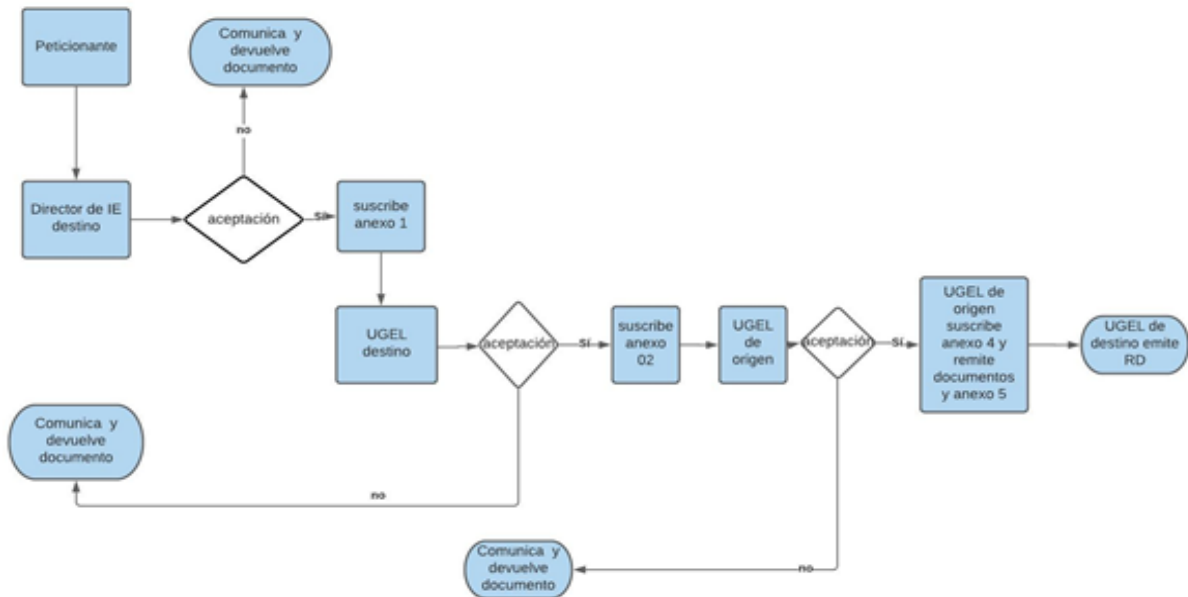 Peticionante
Comunica y
devuelve
documento
no
Director de IE
destino
aceptación
sa
suscribe
anexo 1
UGEL
destino
aceptación
sí
suscribe
anexo
02
UGEL
de
origen
aceptación
Sí
UGEL de
origen
suscribe
anexo 4 y
remite
documentos
y anexo 5
UGEL de
destino emite
RD
Comunica y
devuelve
documento
no
Comunica y
devuelve
documento
no